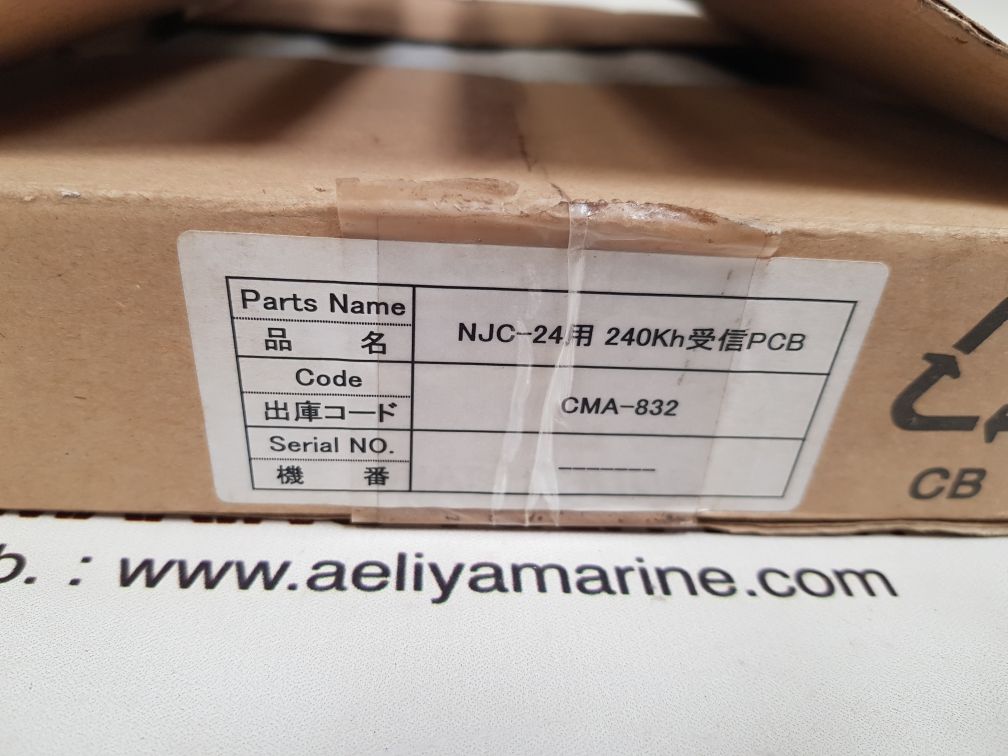 Parts Name
品 名
NJC-24用 240Kh受信PCB
Code
出庫コード
CMA-832
Serial NO.
機 番
-------
CB
b. : www.aeliyamarine.com